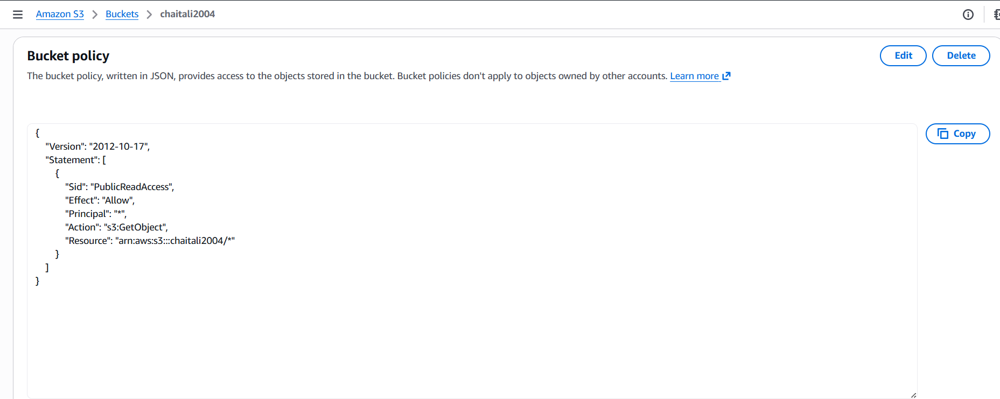 Amazon S3 > Buckets > chaitali2004
Bucket policy
Edit
Delete
The bucket policy, written in JSON, provides access to the objects stored in the bucket. Bucket policies don't apply to objects owned by other accounts. Learn more
Copy
{
"Version": "2012-10-17",
"Statement": [
{
"Sid": "PublicReadAccess",
"Effect": "Allow",
"Principal": "*",
"Action": "s3:GetObject",
"Resource": "arn:aws:s3:::chaitali2004/*"
}
]
}